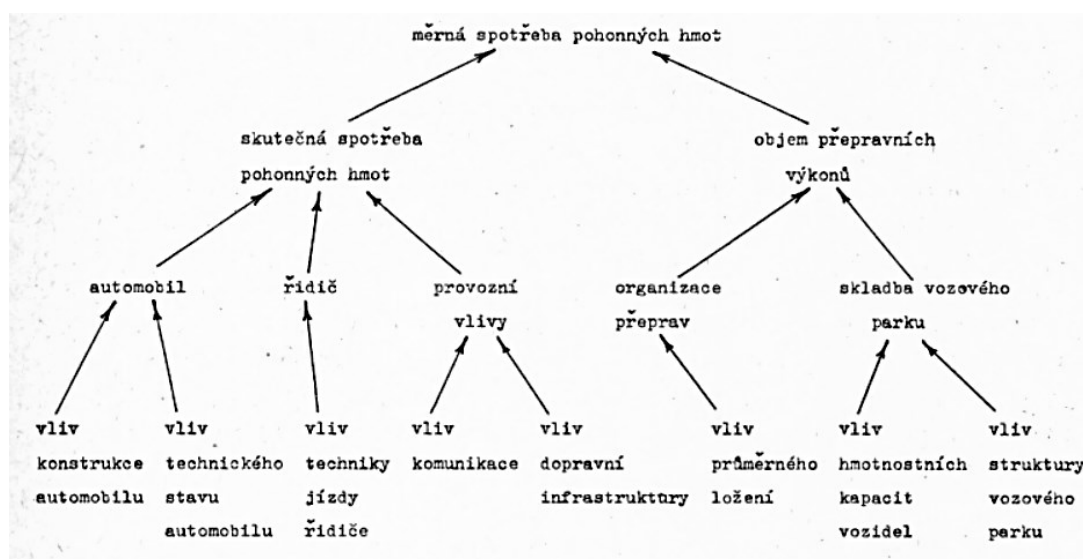 měrná spotřeba pohonných hmot
skutečná spotřeba
pohonných hmot
objem přepravních
výkonů
automobil
řidič
provozní
vlivy
organizace
přeprav
skladba vozového
parku
vliv
konstrukce
automobilu
vliv
technického
stavu
automobilu
vliv
techniky
jízdy
řidiče
vliv
komunikace
vliv
dopravní
infrastruktury
vliv
průměrného
ložení
vliv
hmotnostních
kapacit
vozidel
vliv
struktury
vozového
parku